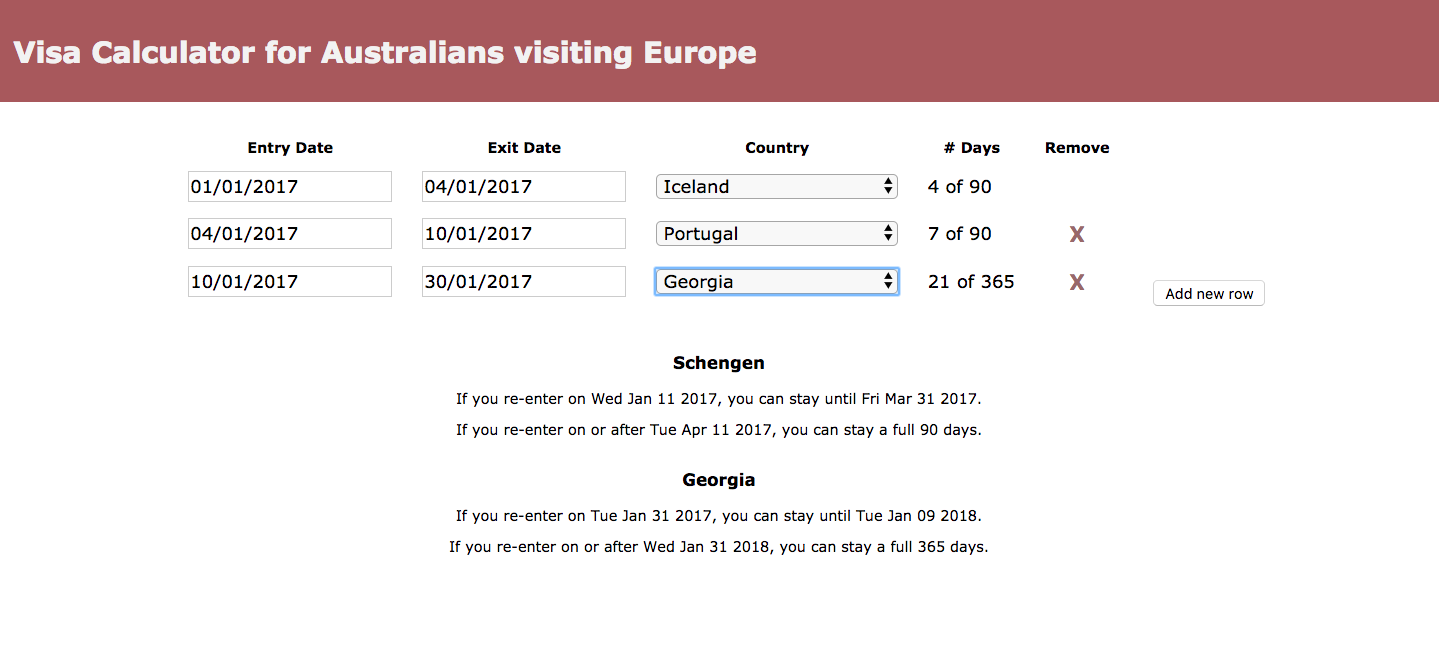 Visa Calculator for Australians visiting Europe
Entry Date Exit Date Country # Days Remove
01/01/2017 04/01/2017 Iceland 4 of 90
04/01/2017 10/01/2017 Portugal 7 of 90 X
10/01/2017 30/01/2017 Georgia 21 of 365 X
Add new row
Schengen
If you re-enter on Wed Jan 11 2017, you can stay until Fri Mar 31 2017.
If you re-enter on or after Tue Apr 11 2017, you can stay a full 90 days.
Georgia
If you re-enter on Tue Jan 31 2017, you can stay until Tue Jan 09 2018.
If you re-enter on or after Wed Jan 31 2018, you can stay a full 365 days.